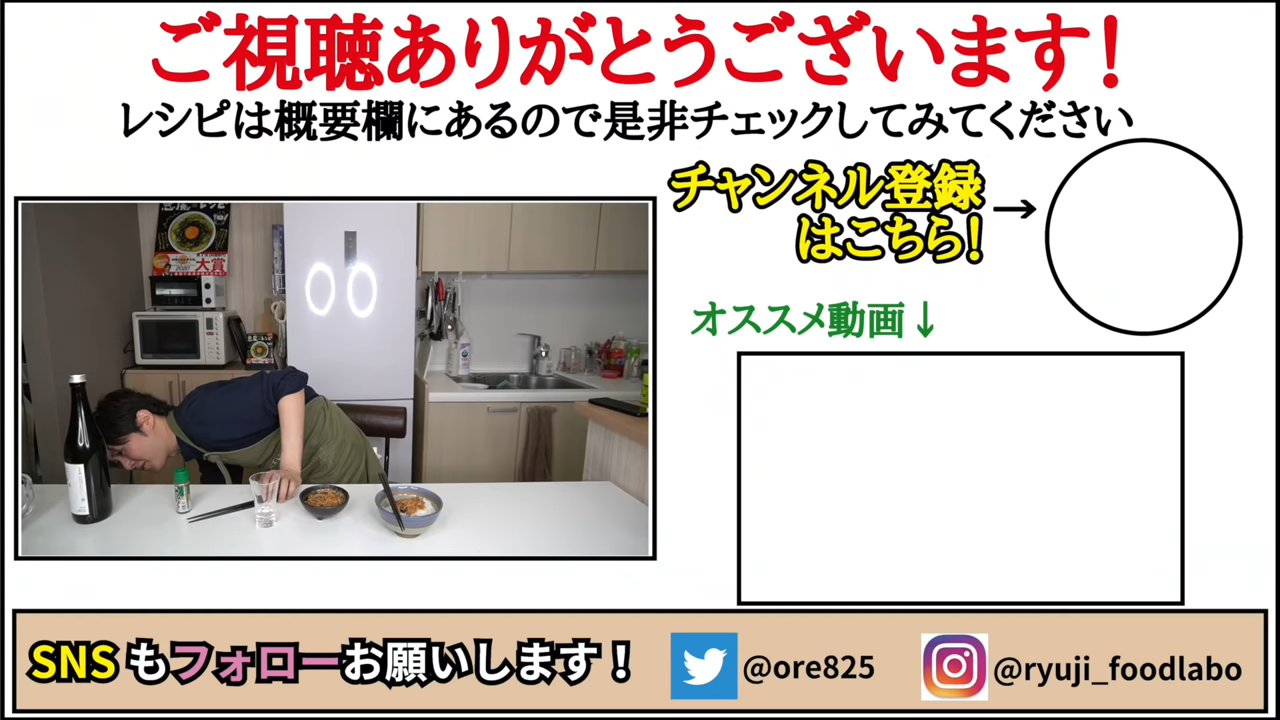 ご視聴ありがとうございます!
レシピは概要欄にあるので是非チェックしてみてください
チャンネル登録 →
はこちら!
オススメ動画↓
大賞
SNSもフォローお願いします！
@ore825
@ryuji_foodlabo